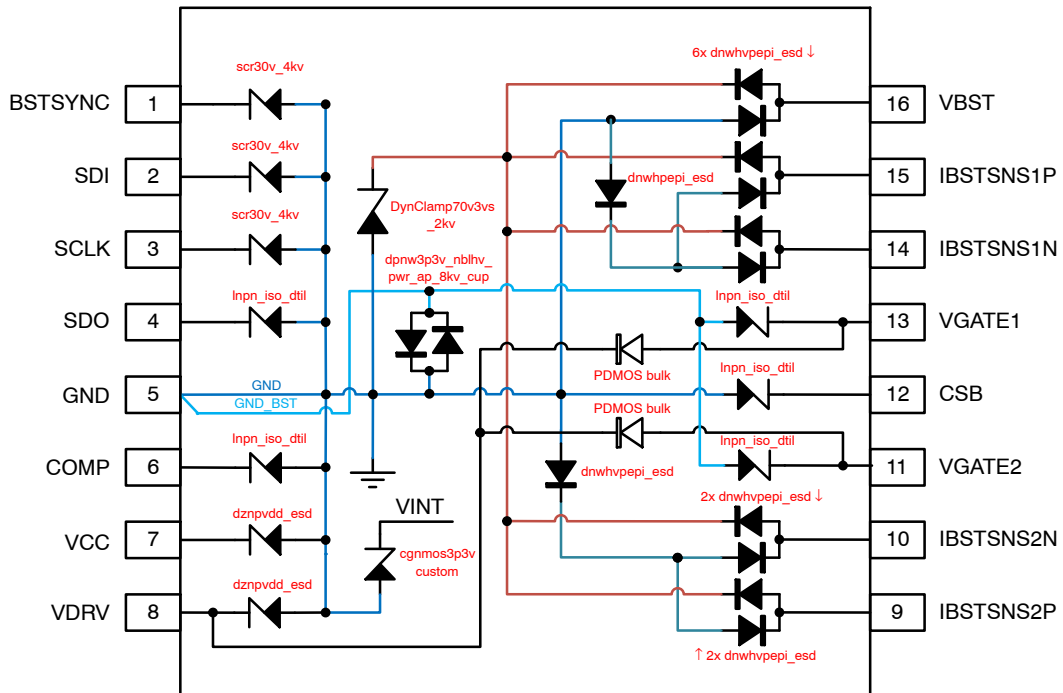 6x dnwhvpepi_esd ↓
scr30v_4kv
BSTSYNC 1
16 VBST
scr30v_4kv
SDI 2
dnwhpepi_esd
15 IBSTSNS1P
DynClamp70v3vs
_2kv
scr30v_4kv
SCLK 3
14 IBSTSNS1N
dpnw3p3v_nblhv_
pwr_ap_8kv_cup
lnpn_iso_dtil
SDO 4
lnpn_iso_dtil
13 VGATE1
PDMOS bulk
GND 5
GND
GND_BST
lnpn_iso_dtil
12 CSB
PDMOS bulk
lnpn_iso_dtil
COMP 6
dnwhvpepi_esd
lnpn_iso_dtil
11 VGATE2
2x dnwhvpepi_esd ↓
dznpvdd_esd
VCC 7
VINT
cgnmos3p3v
custom
10 IBSTSNS2N
dznpvdd_esd
VDRV 8
9 IBSTSNS2P
↑ 2x dnwhvpepi_esd